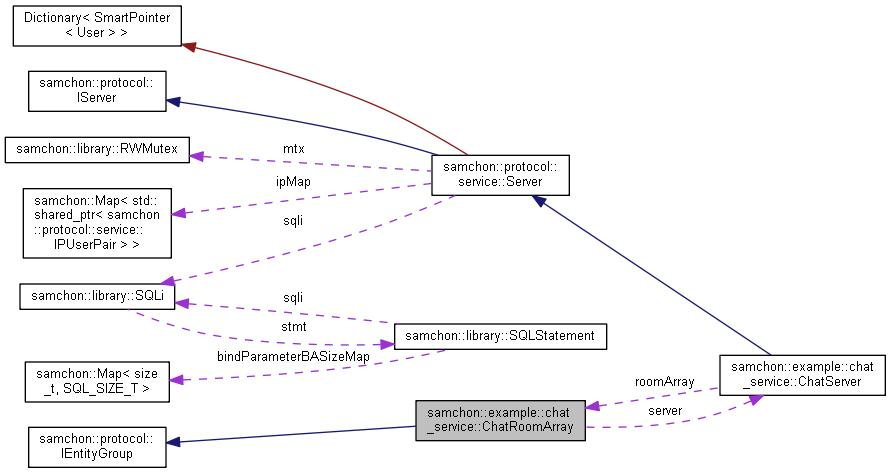 Dictionary< SmartPointer
< User > >
samchon::protocol::
IServer
samchon::library::RWMutex
mtx
samchon::protocol::
service::Server
ipMap
samchon::Map< std::
shared_ptr< samchon
::protocol::service::
IPUserPair > >
sqli
samchon::library::SQLi
sqli
stmt
samchon::library::SQLStatement
bindParameterBASizeMap
samchon::Map< size
_t, SQL_SIZE_T >
roomArray
samchon::example::chat
_service::ChatServer
server
samchon::example::chat
_service::ChatRoomArray
samchon::protocol::
IEntityGroup